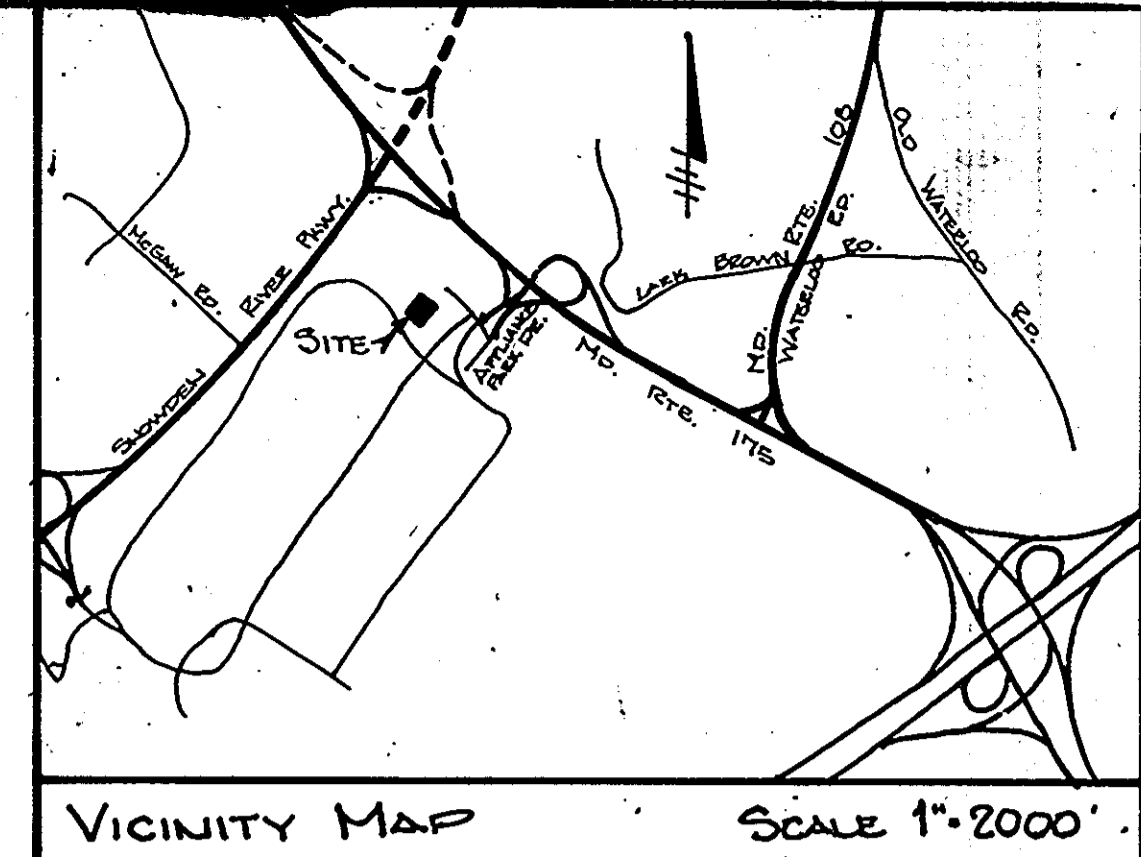 McGAW RD.
SNOWDEN RIVER PKWY.
SITE
APPLIANCE
PARK DR.
MD. RTE. 175
LARK BROWN RD.
MD. RTE. 108
WATERLOO RD.
OLD WATERLOO RD.
VICINITY MAP
SCALE 1"=2000'